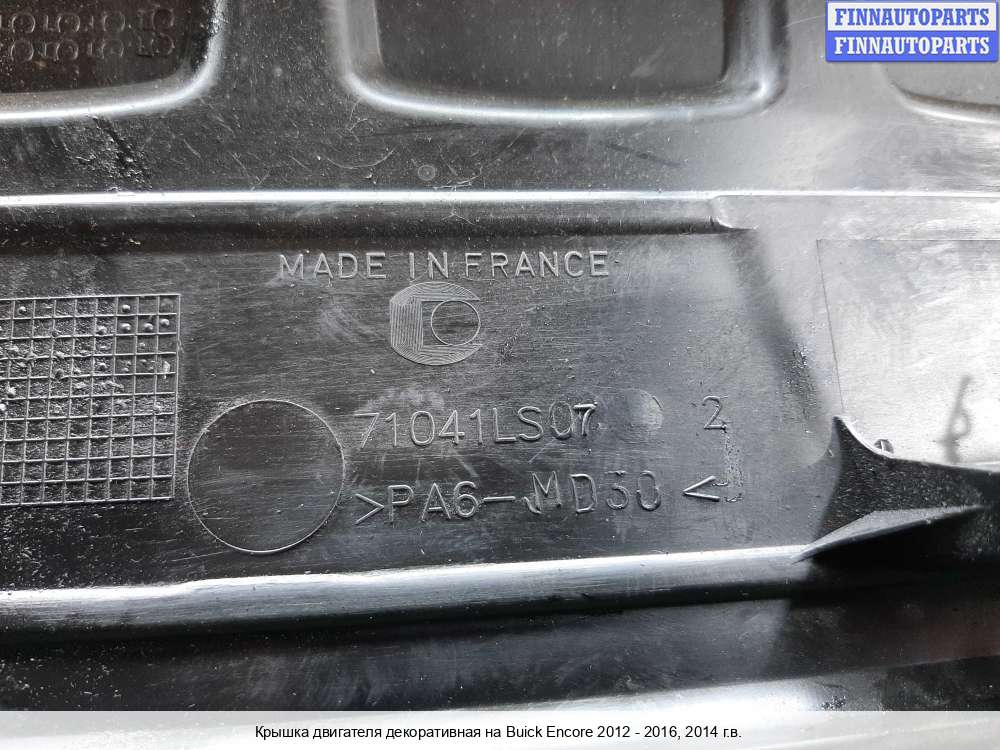 FINNAUTOPARTS
FINNAUTOPARTS
MADE IN FRANCE
71041LS07 2
>PA6-MD30<
Крышка двигателя декоративная на Buick Encore 2012 - 2016, 2014 г.в.